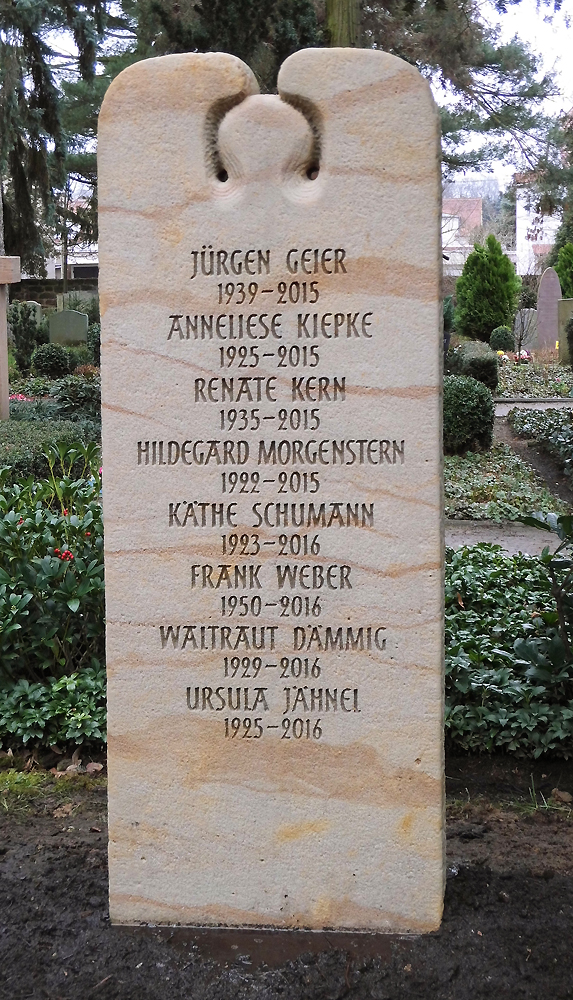 JÜRGEN GEIER
1939-2015
ANNELIESE KIEPKE
1925-2015
RENATE KERN
1935-2015
HILDEGARD MORGENSTERN
1922-2015
KÄTHE SCHUMANN
1923-2016
FRANK WEBER
1950-2016
WALTRAUT DÄMMIG
1929-2016
URSULA JÄHNEL
1925-2016